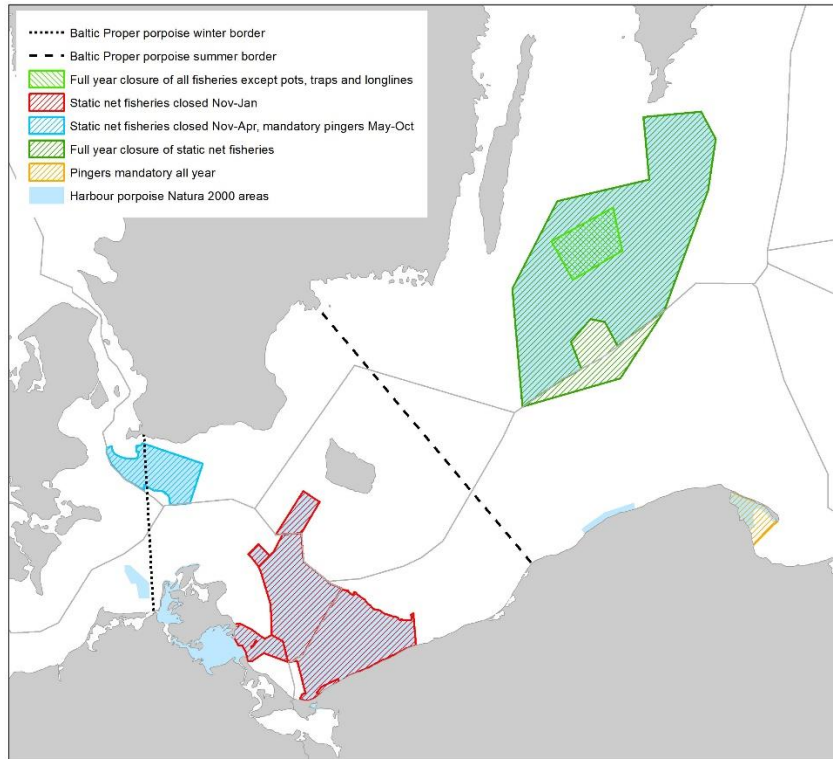 Baltic Proper porpoise winter border
Baltic Proper porpoise summer border
Full year closure of all fisheries except pots, traps and longlines
Static net fisheries closed Nov-Jan
Static net fisheries closed Nov-Apr, mandatory pingers May-Oct
Full year closure of static net fisheries
Pingers mandatory all year
Harbour porpoise Natura 2000 areas